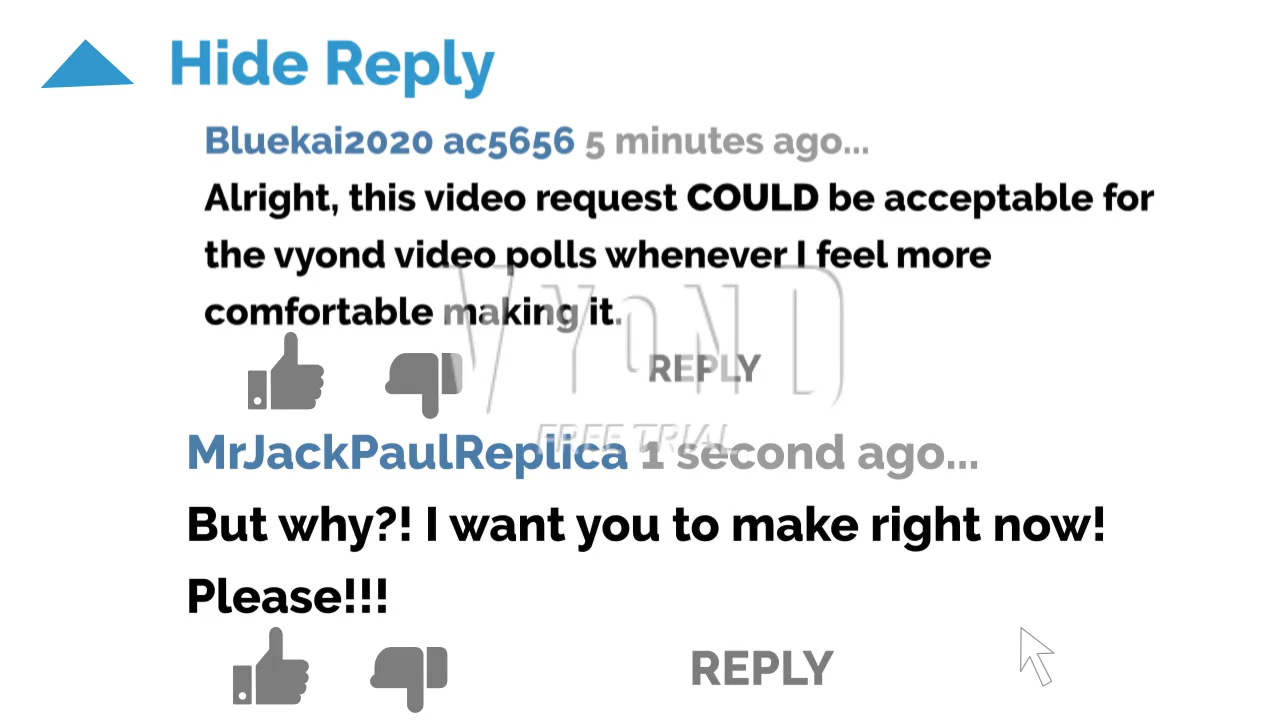 Hide Reply
Bluekai2020 ac5656 5 minutes ago...
Alright, this video request COULD be acceptable for
the vyond video polls whenever I feel more
comfortable making it.
REPLY
VYOND
FREE TRIAL
MrJackPaulReplica 1 second ago...
But why?! I want you to make right now!
Please!!!
REPLY